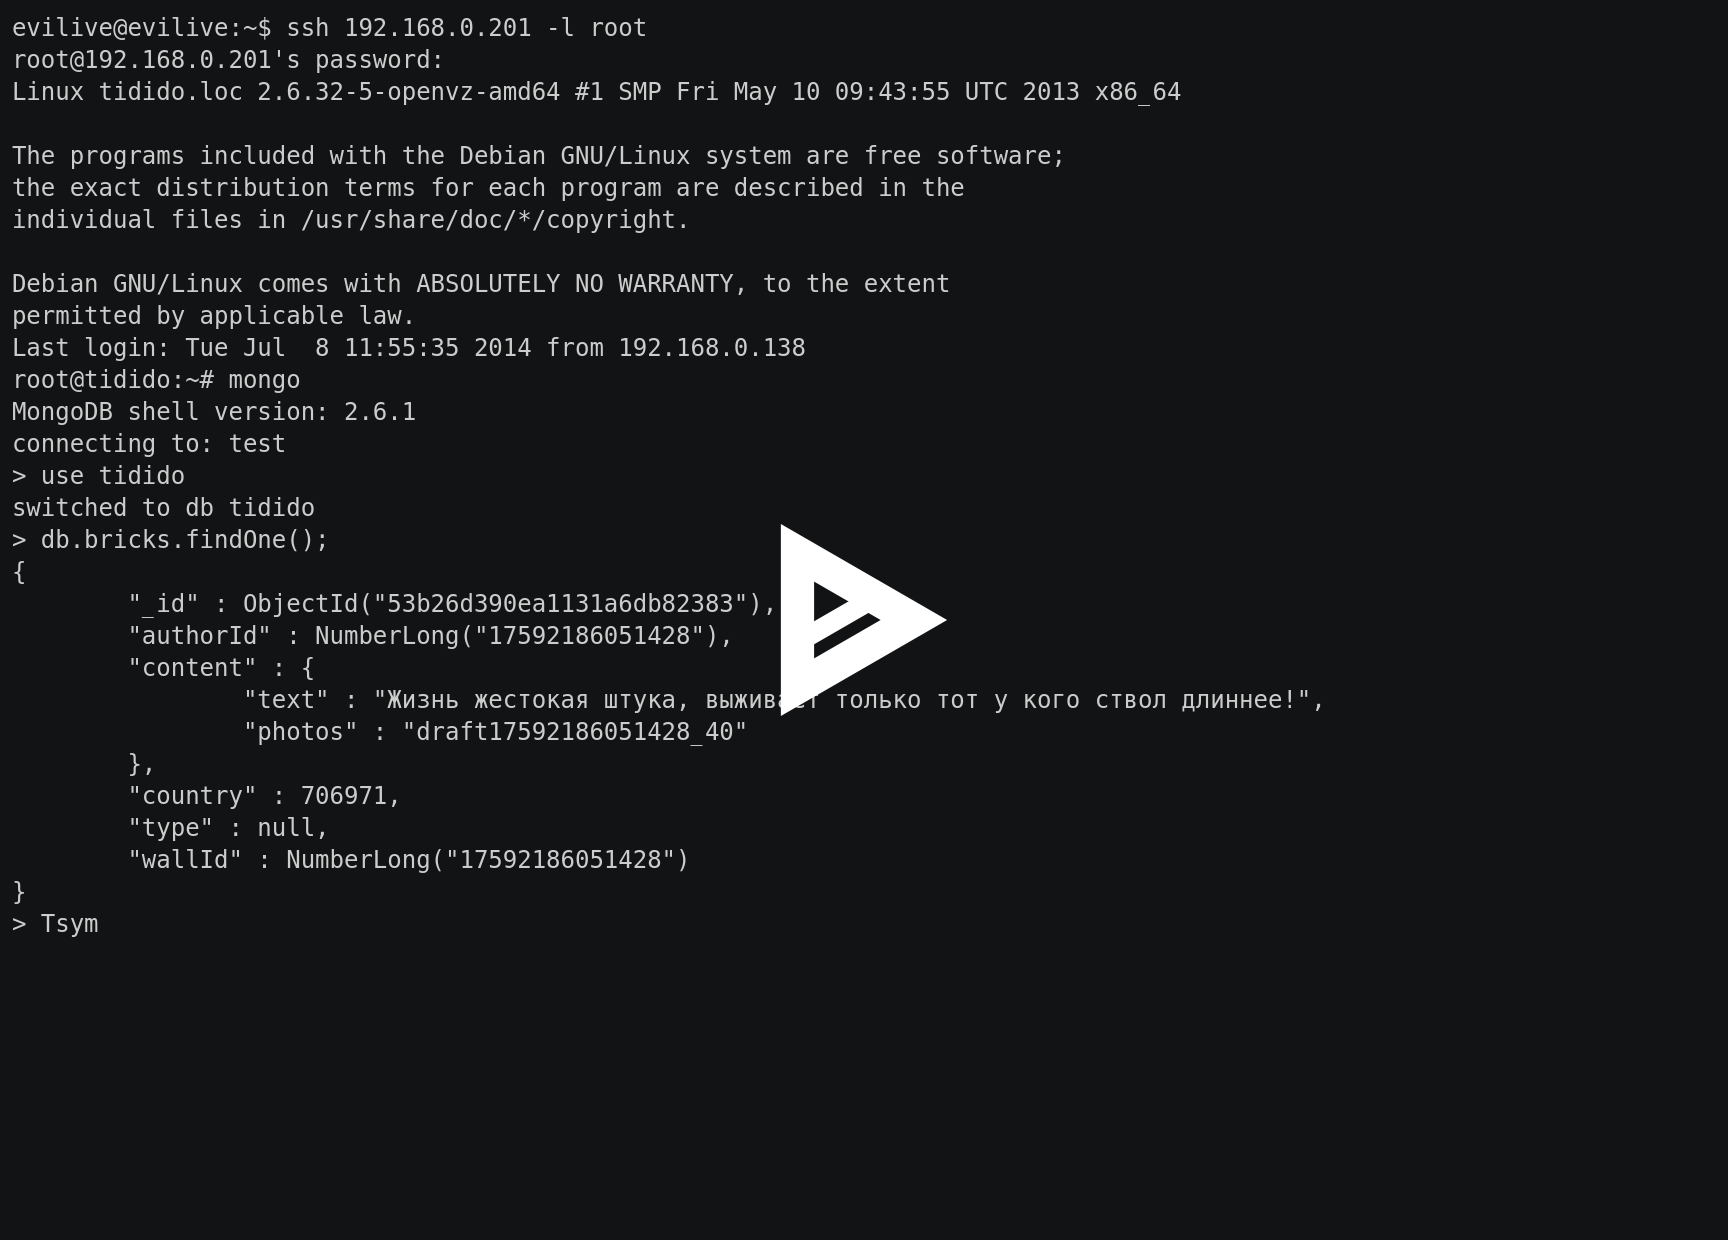 evilive@evilive:~$ ssh 192.168.0.201 -l root
root@192.168.0.201's password:
Linux tidido.loc 2.6.32-5-openvz-amd64 #1 SMP Fri May 10 09:43:55 UTC 2013 x86_64
The programs included with the Debian GNU/Linux system are free software;
the exact distribution terms for each program are described in the
individual files in /usr/share/doc/*/copyright.
Debian GNU/Linux comes with ABSOLUTELY NO WARRANTY, to the extent
permitted by applicable law.
Last login: Tue Jul  8 11:55:35 2014 from 192.168.0.138
root@tidido:~# mongo
MongoDB shell version: 2.6.1
connecting to: test
> use tidido
switched to db tidido
> db.bricks.findOne();
{
        "_id" : ObjectId("53b26d390ea1131a6db82383"),
        "authorId" : NumberLong("17592186051428"),
        "content" : {
                "text" : "Жизнь жестокая штука, выживает только тот у кого ствол длиннее!",
                "photos" : "draft17592186051428_40"
        },
        "country" : 706971,
        "type" : null,
        "wallId" : NumberLong("17592186051428")
}
> Tsym